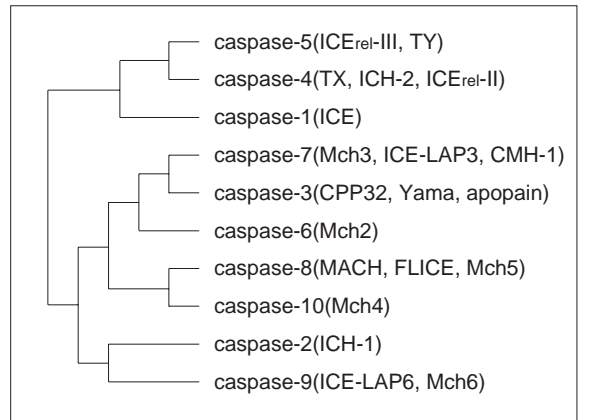 caspase-5(ICErel-III, TY)
caspase-4(TX, ICH-2, ICErel-II)
caspase-1(ICE)
caspase-7(Mch3, ICE-LAP3, CMH-1)
caspase-3(CPP32, Yama, apopain)
caspase-6(Mch2)
caspase-8(MACH, FLICE, Mch5)
caspase-10(Mch4)
caspase-2(ICH-1)
caspase-9(ICE-LAP6, Mch6)